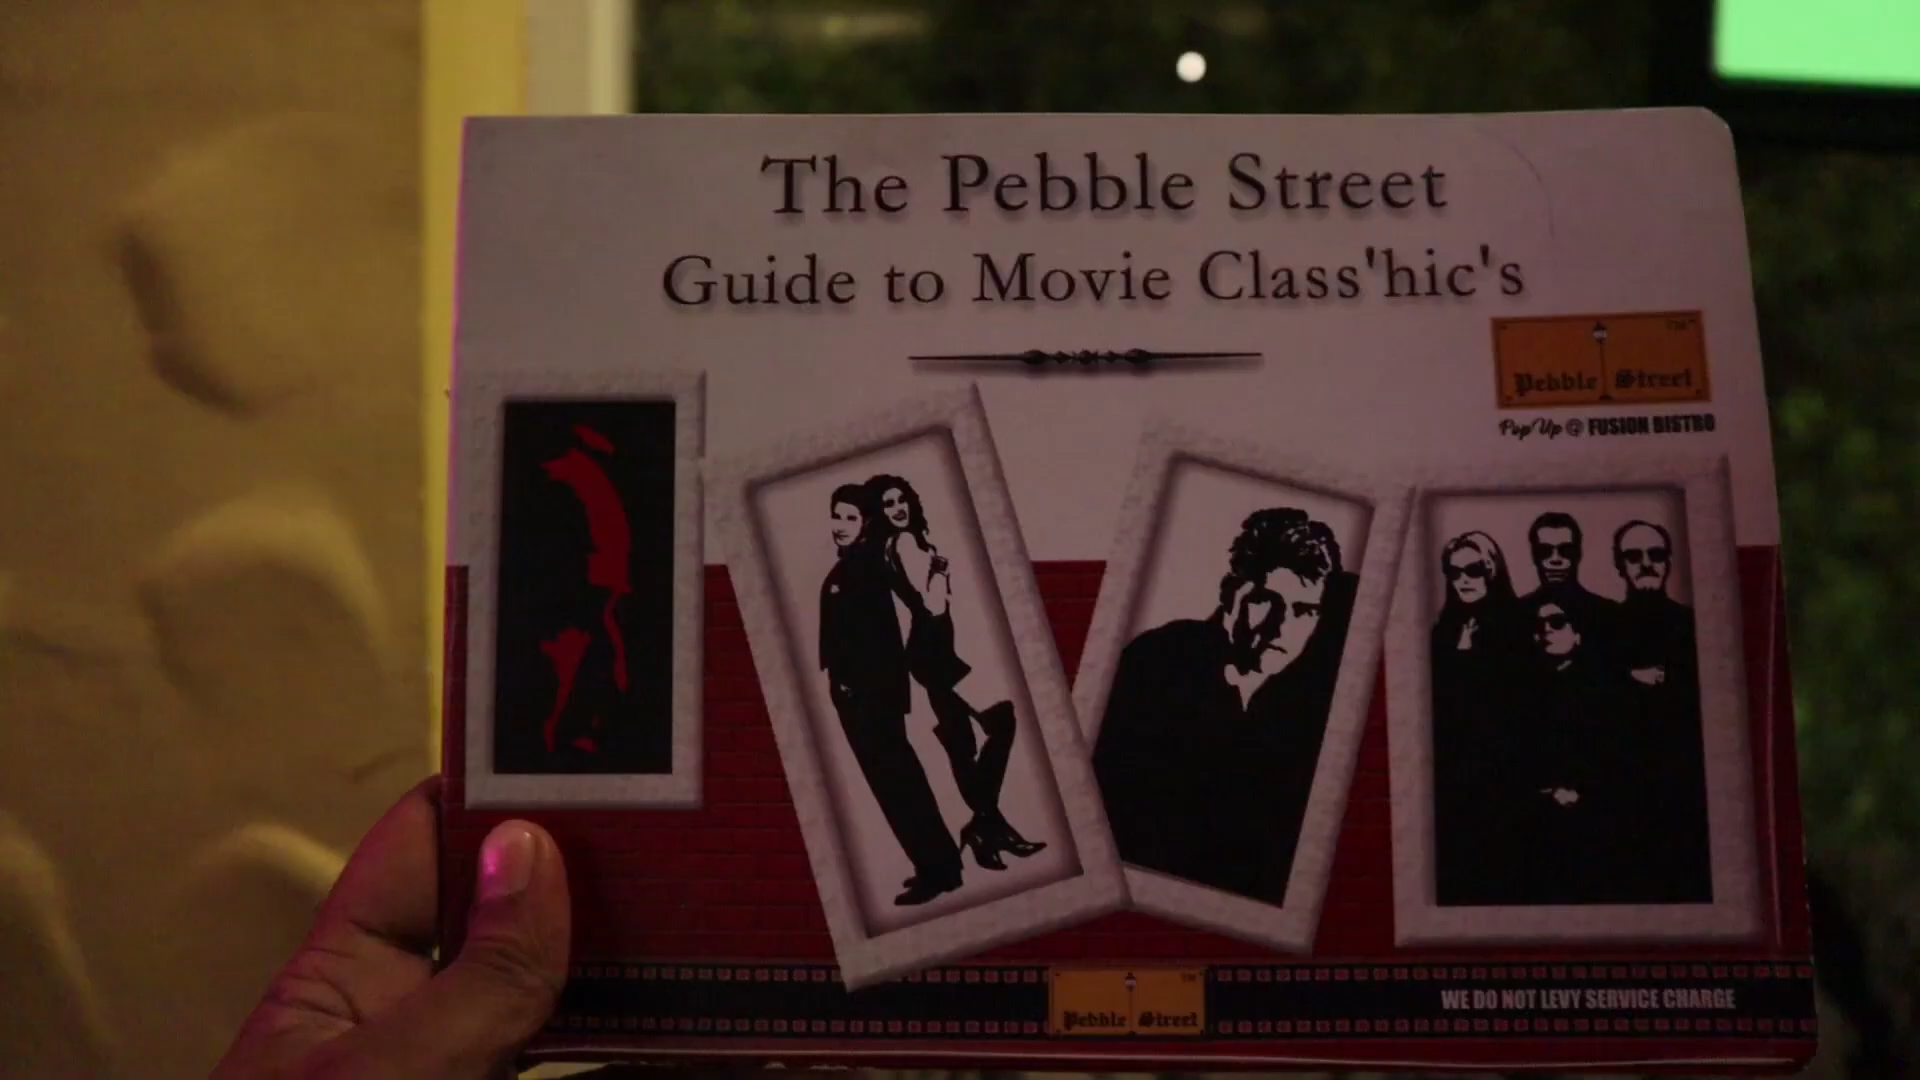 The Pebble Street
Guide to Movie Class'hic's
Pebble Street
Pop Up @ FUSION BISTRO
Pebble Street
WE DO NOT LEVY SERVICE CHARGE